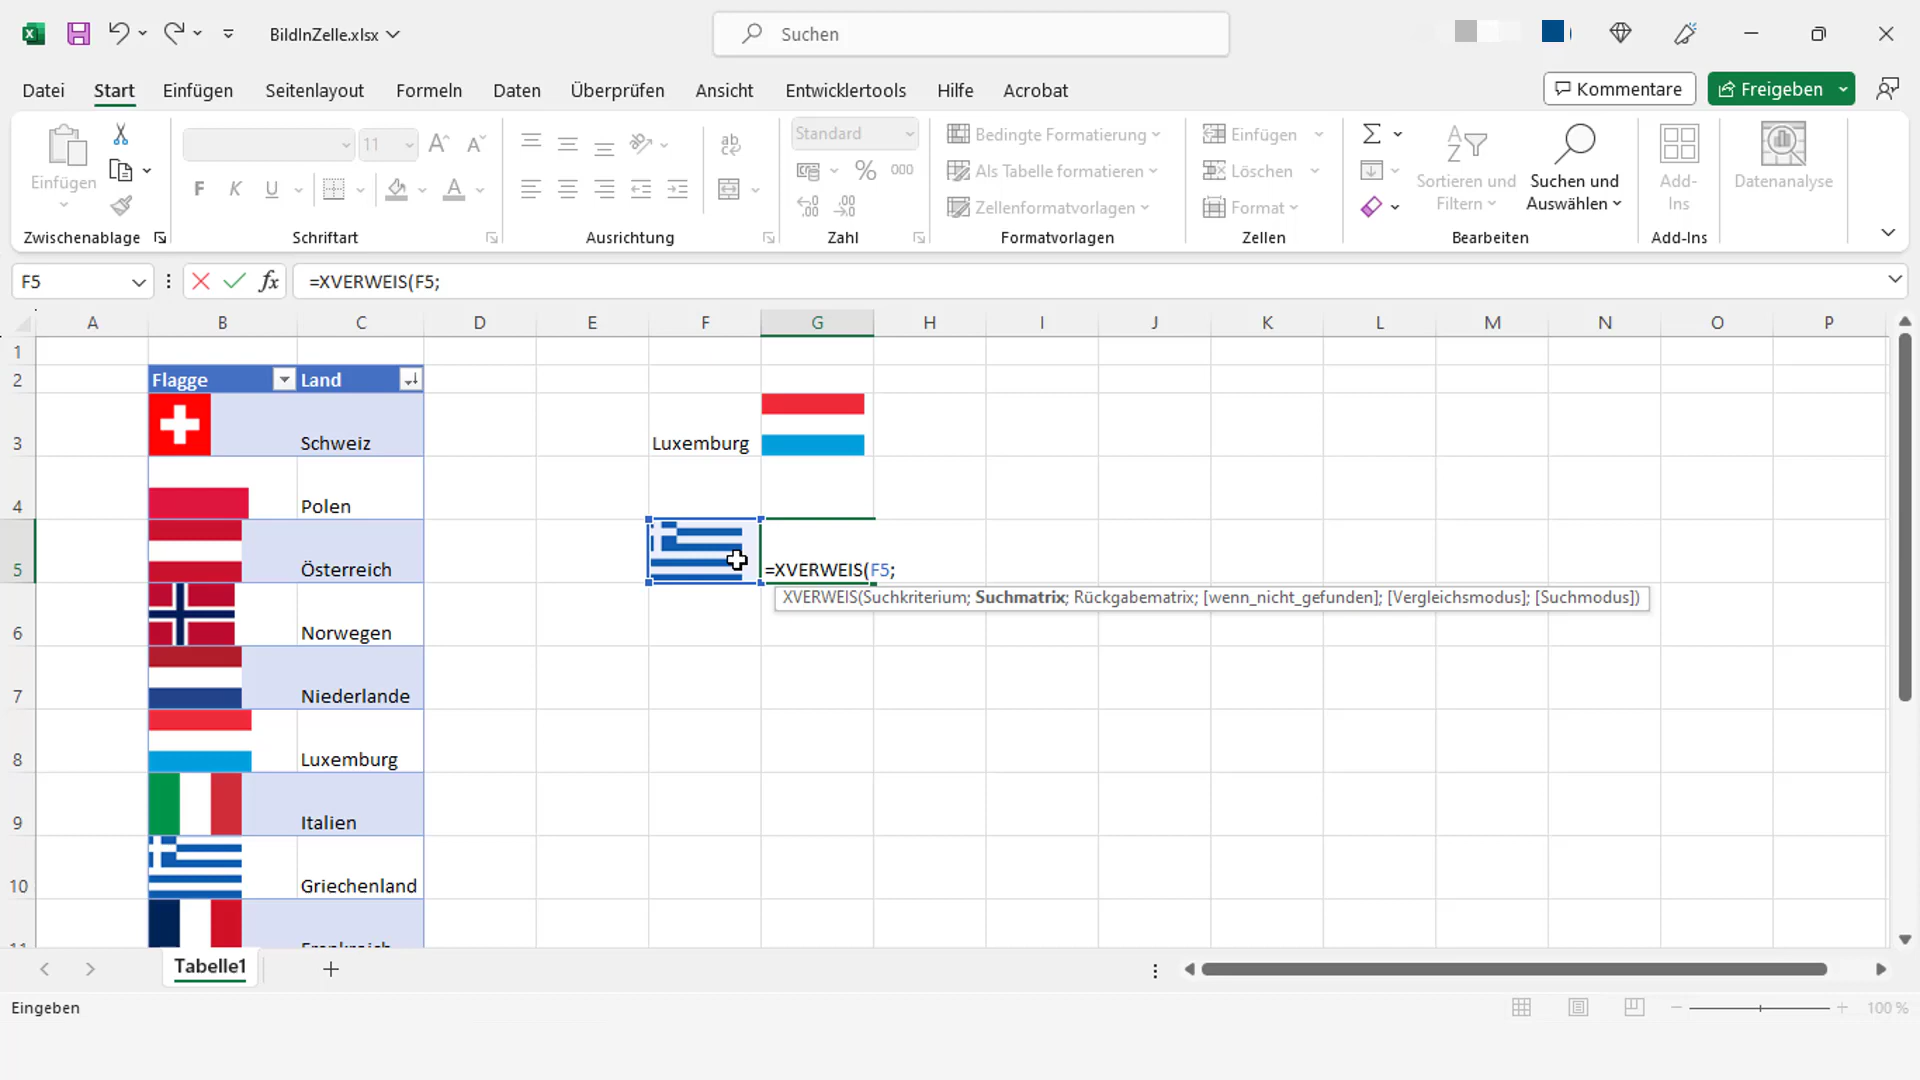 BildInZelle.xlsx
Suchen
Datei Start Einfügen Seitenlayout Formeln Daten Überprüfen Ansicht Entwicklertools Hilfe Acrobat
Kommentare
Freigeben
Einfügen
11
F K U
Standard
% 000
Bedingte Formatierung
Als Tabelle formatieren
Zellenformatvorlagen
Einfügen
Löschen
Format
Sortieren und
Filtern
Suchen und
Auswählen
Add-
Ins
Datenanalyse
Zwischenablage Schriftart Ausrichtung Zahl Formatvorlagen Zellen Bearbeiten Add-Ins
F5 fx =XVERWEIS(F5;
A B C D E F G H I J K L M N O P
1
2 Flagge Land
3 Schweiz Luxemburg
4 Polen
5 Österreich =XVERWEIS(F5;
XVERWEIS(Suchkriterium; Suchmatrix; Rückgabematrix; [wenn_nicht_gefunden]; [Vergleichsmodus]; [Suchmodus])
6 Norwegen
7 Niederlande
8 Luxemburg
9 Italien
10 Griechenland
11 Frankreich
Tabelle1
Eingeben
100 %